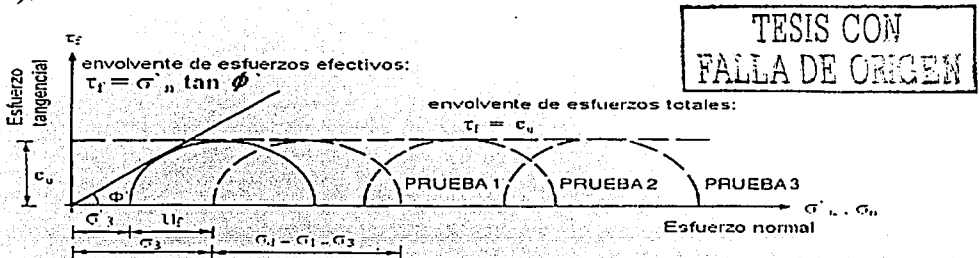 TESIS CON
FALLA DE ORIGEN
τf
Esfuerzo
tangencial
envolvente de esfuerzos efectivos:
τf = σ'n tan ϕ'
envolvente de esfuerzos totales:
τf = cu
cu
Φ'
PRUEBA 1
PRUEBA 2
PRUEBA 3
σ'n, σn
Esfuerzo normal
σ'3
uf
σ3
σd = σ1 - σ3